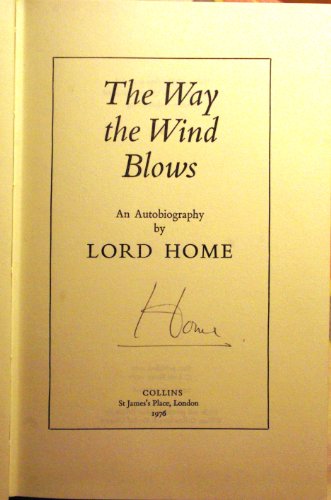 The Way
the Wind
Blows
An Autobiography
by
LORD HOME
Home
COLLINS
St James's Place, London
1976